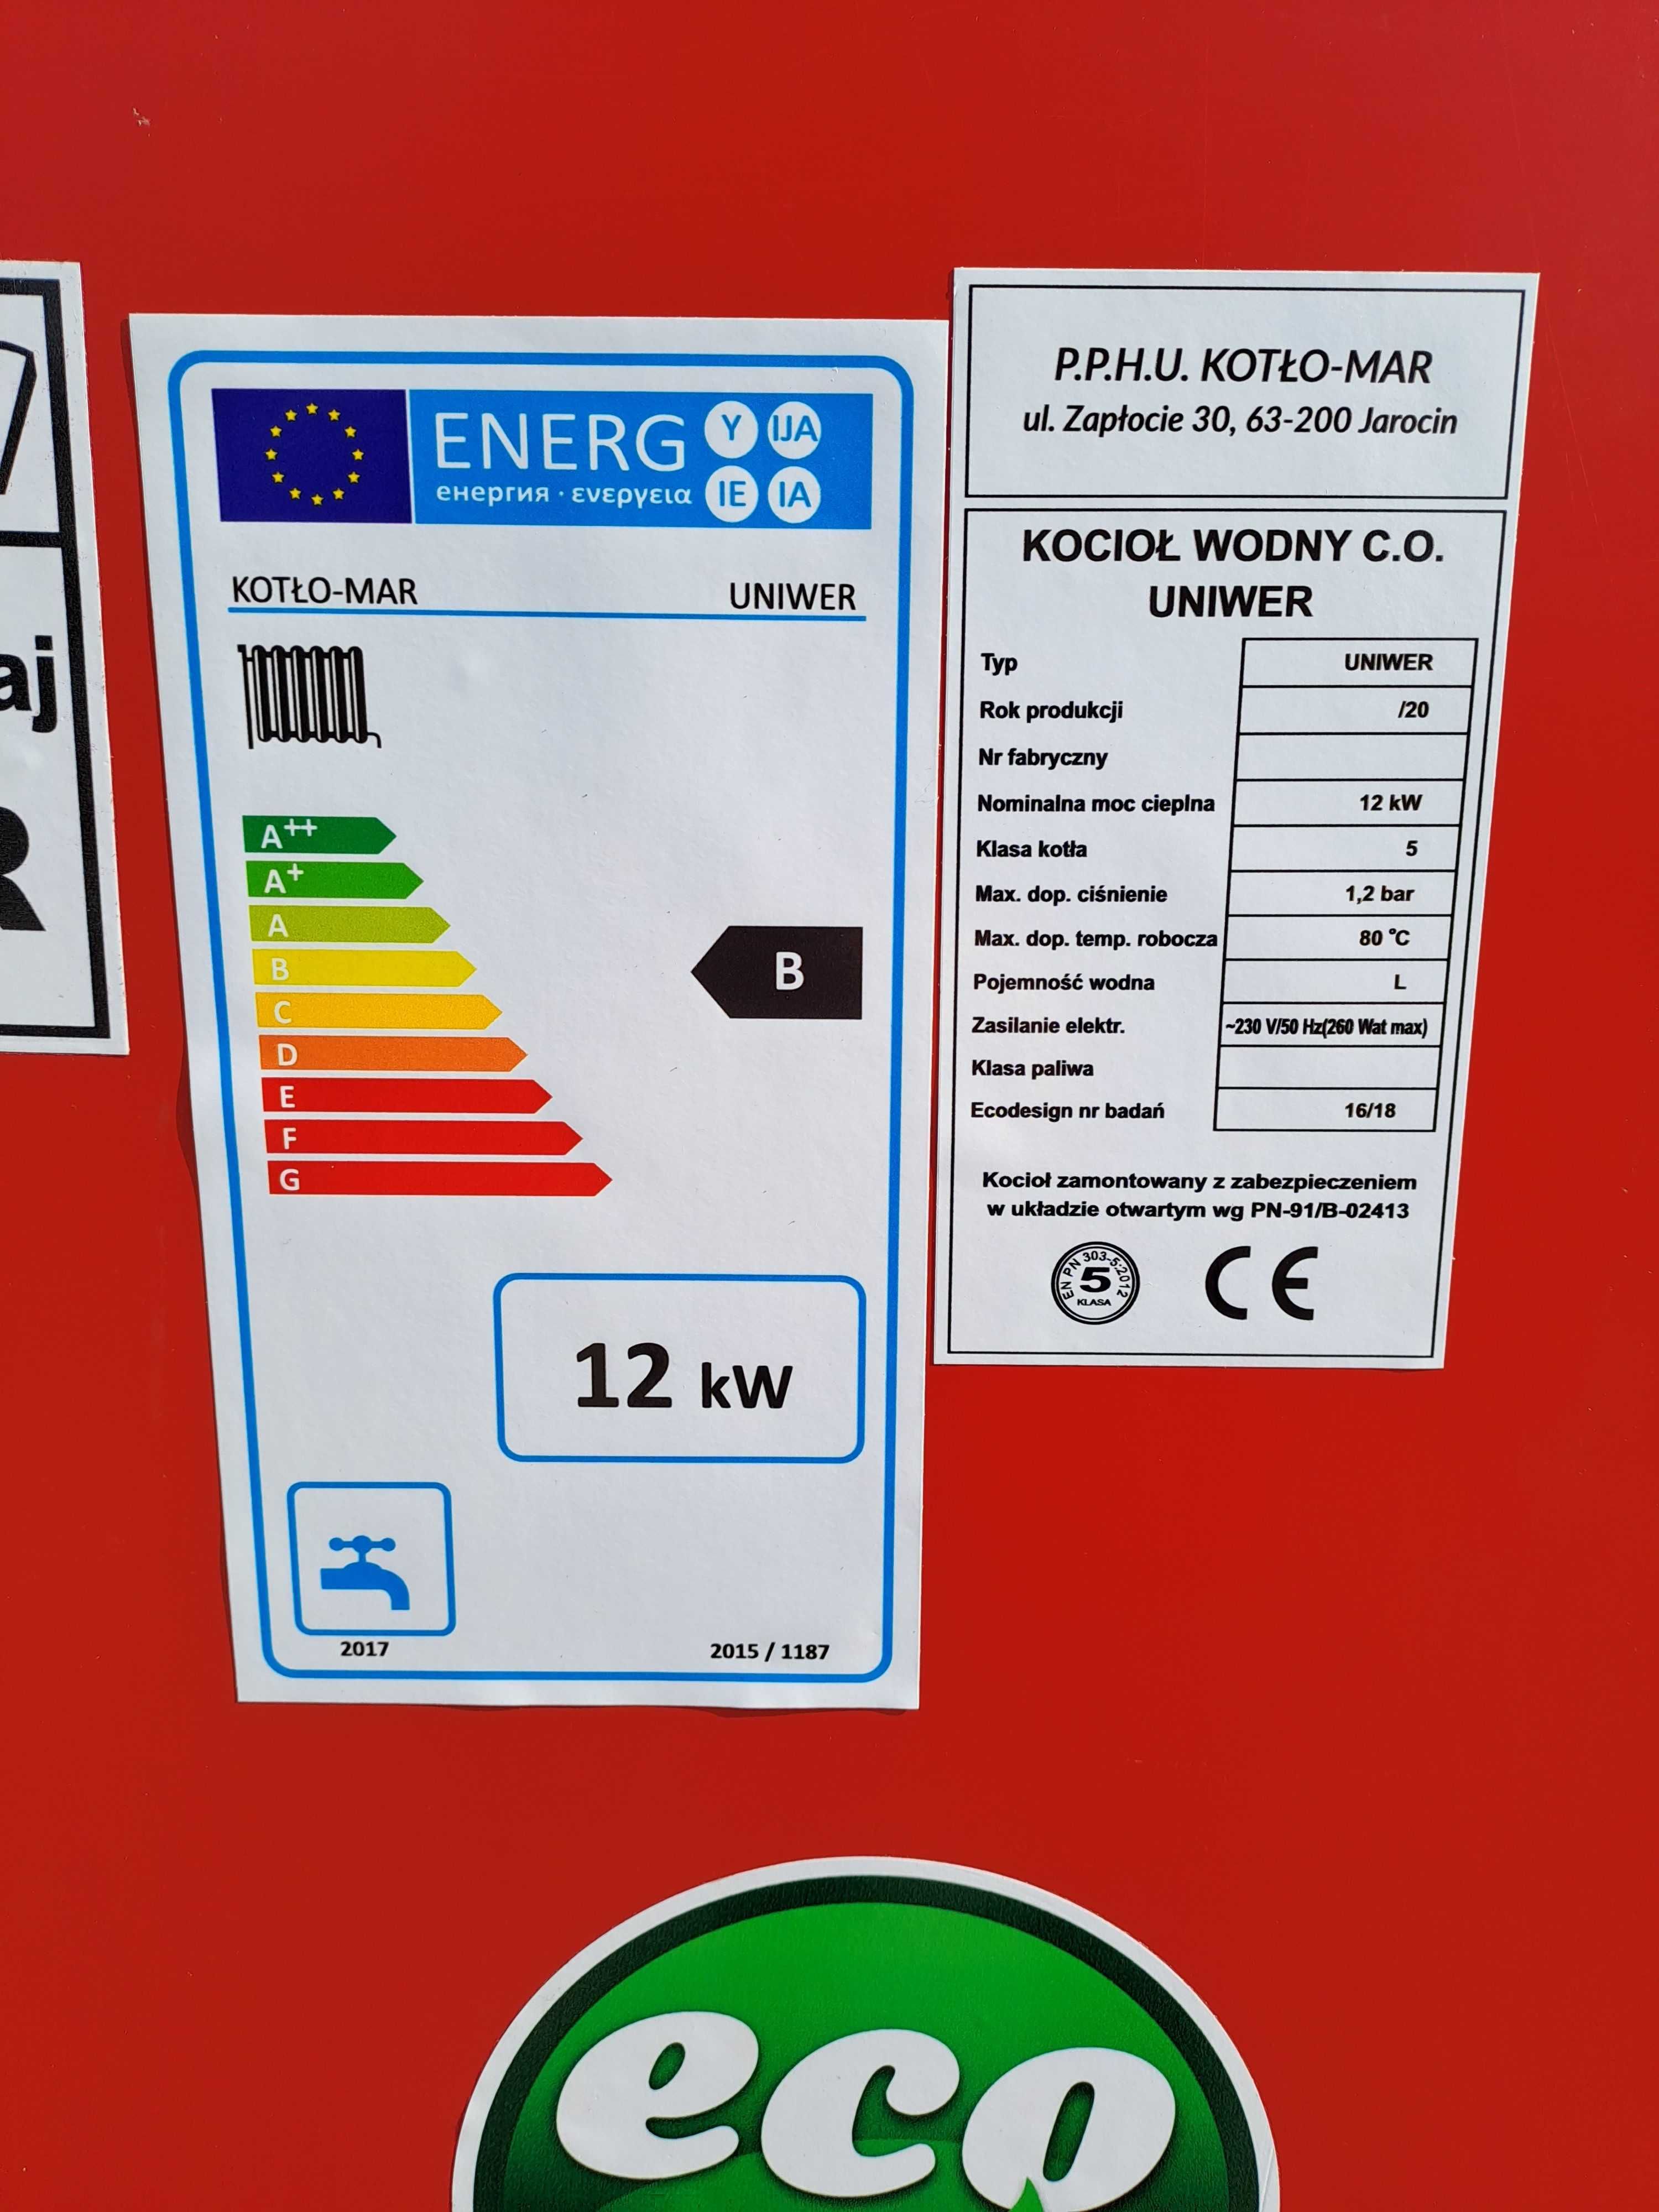 aj
R
ENERG Y IJA
енергия · ενεργεια IE IA
KOTŁO-MAR UNIWER
A++
A+
A
B
C
D
E
F
G
B
12 kW
2017 2015 / 1187
P.P.H.U. KOTŁO-MAR
ul. Zapłocie 30, 63-200 Jarocin
KOCIOŁ WODNY C.O.
UNIWER
Typ UNIWER
Rok produkcji /20
Nr fabryczny
Nominalna moc cieplna 12 kW
Klasa kotła 5
Max. dop. ciśnienie 1,2 bar
Max. dop. temp. robocza 80 °C
Pojemność wodna L
Zasilanie elektr. ~230 V/50 Hz(260 Wat max)
Klasa paliwa
Ecodesign nr badań 16/18
Kocioł zamontowany z zabezpieczeniem
w układzie otwartym wg PN-91/B-02413
EN PN 303-5:2012
5
KLASA
CE
eco